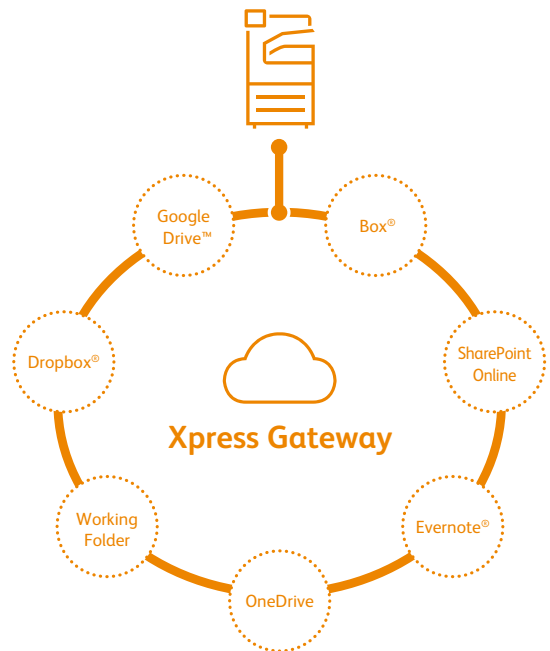 Google
Drive™
Box®
Dropbox®
SharePoint
Online
Xpress Gateway
Working
Folder
Evernote®
OneDrive